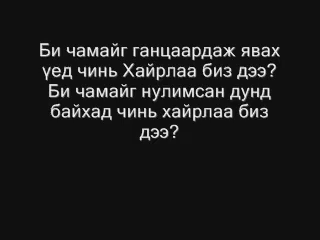 Би чамайг ганцаардаж явах
үед чинь Хайрлаа биз дээ?
Би чамайг нулимсан дунд
байхад чинь хайрлаа биз
дээ?